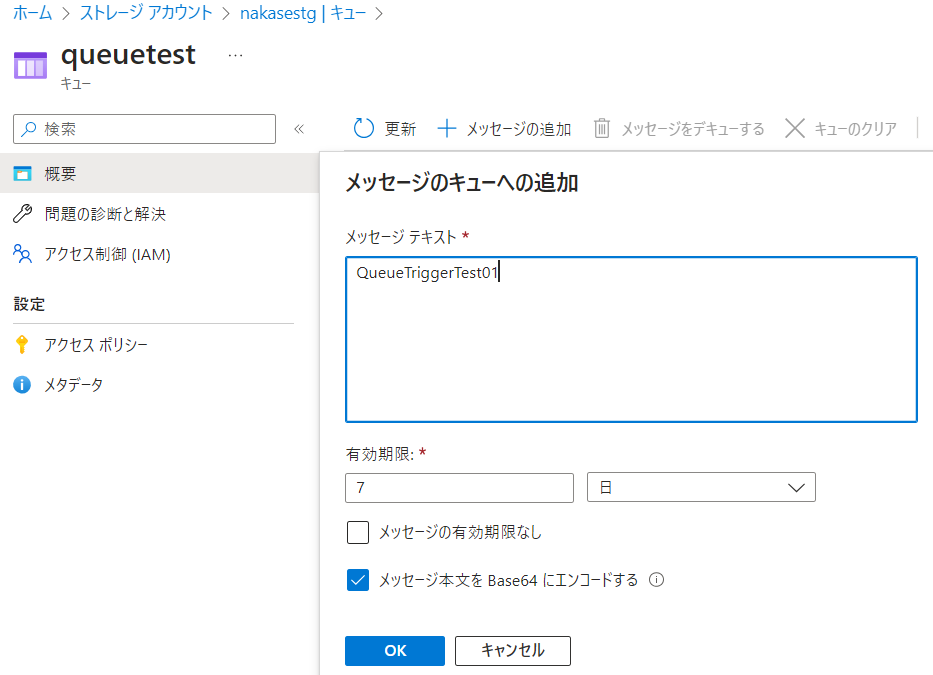 ホーム > ストレージ アカウント > nakasestg | キュー >
queuetest ...
キュー
検索 «
更新 + メッセージの追加 メッセージをデキューする キューのクリア
概要
問題の診断と解決
アクセス制御 (IAM)
設定
アクセス ポリシー
メタデータ
メッセージのキューへの追加
メッセージ テキスト *
QueueTriggerTest01
有効期限: *
7 日
メッセージの有効期限なし
メッセージ本文を Base64 にエンコードする
OK キャンセル